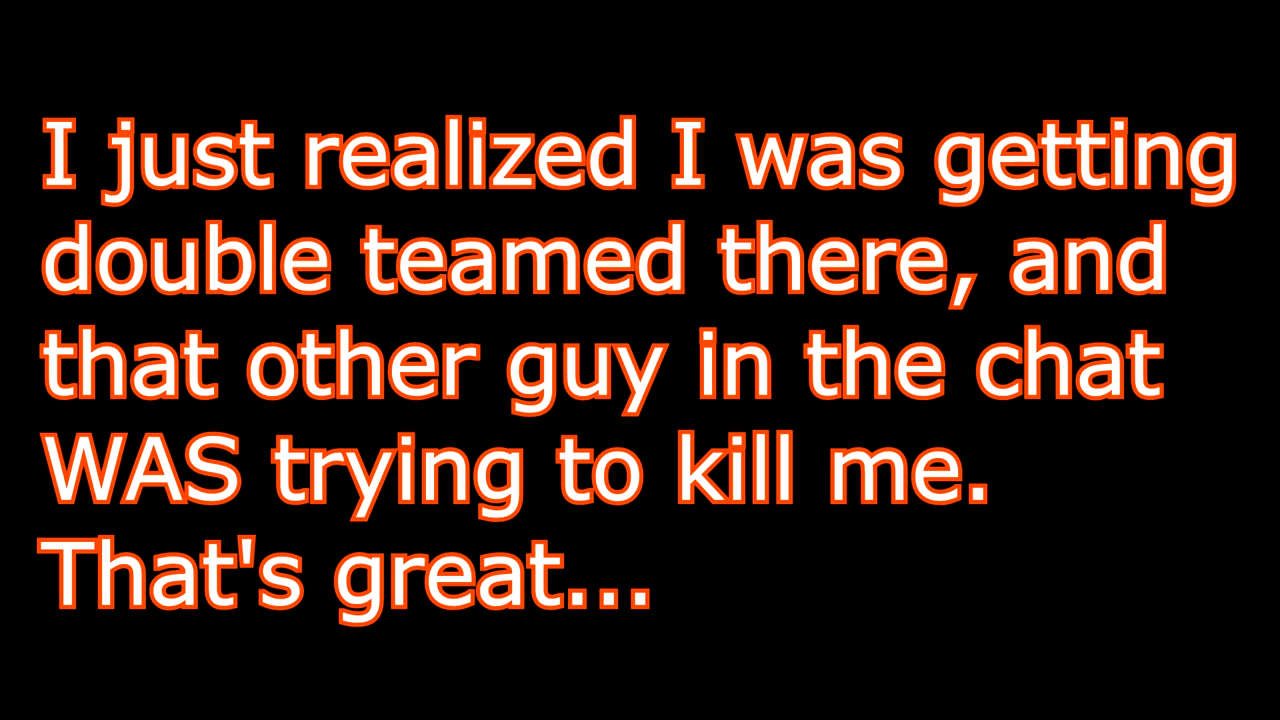 I just realized I was getting
double teamed there, and
that other guy in the chat
WAS trying to kill me.
That's great...